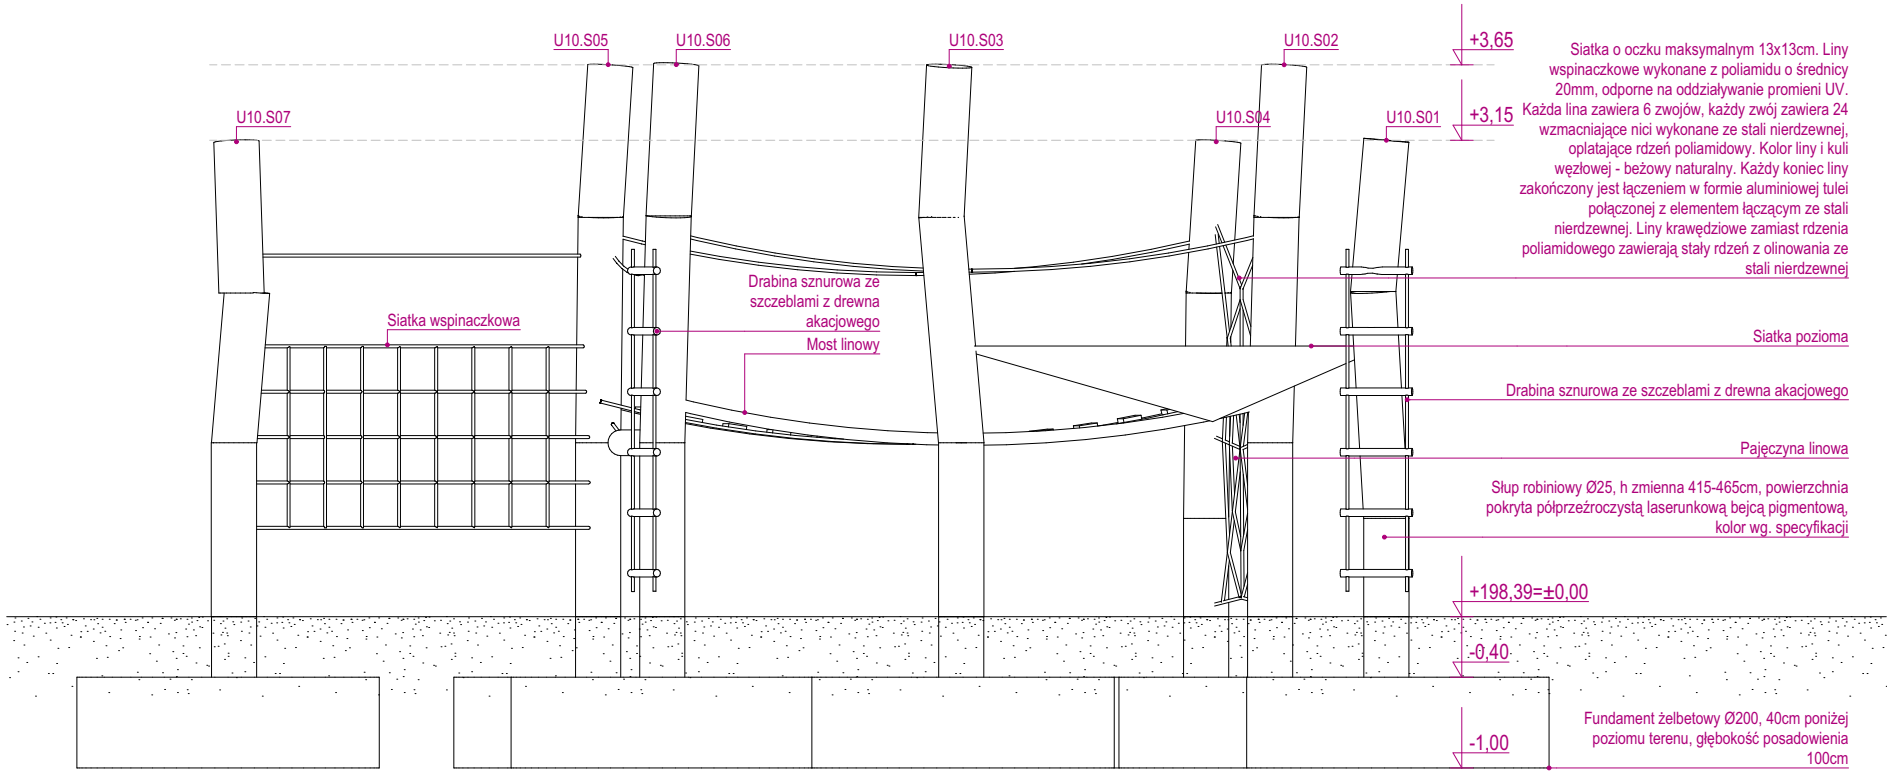 U10.S05
U10.S06
U10.S03
U10.S02
+3,65
U10.S07
U10.S04
U10.S01
+3,15
Siatka o oczku maksymalnym 13x13cm. Liny
wspinaczkowe wykonane z poliamidu o średnicy
20mm, odporne na oddziaływanie promieni UV.
Każda lina zawiera 6 zwojów, każdy zwój zawiera 24
wzmacniające nici wykonane ze stali nierdzewnej,
oplatające rdzeń poliamidowy. Kolor liny i kuli
węzłowej - beżowy naturalny. Każdy koniec liny
zakończony jest łączeniem w formie aluminiowej tulei
połączonej z elementem łączącym ze stali
nierdzewnej. Liny krawędziowe zamiast rdzenia
poliamidowego zawierają stały rdzeń z olinowania ze
stali nierdzewnej
Drabina sznurowa ze
szczeblami z drewna
akacjowego
Most linowy
Siatka wspinaczkowa
Siatka pozioma
Drabina sznurowa ze szczeblami z drewna akacjowego
Pajęczyna linowa
Słup robiniowy Ø25, h zmienna 415-465cm, powierzchnia
pokryta półprzeźroczystą laserunkową bejcą pigmentową,
kolor wg. specyfikacji
+198,39=±0,00
-0,40
-1,00
Fundament żelbetowy Ø200, 40cm poniżej
poziomu terenu, głębokość posadowienia
100cm